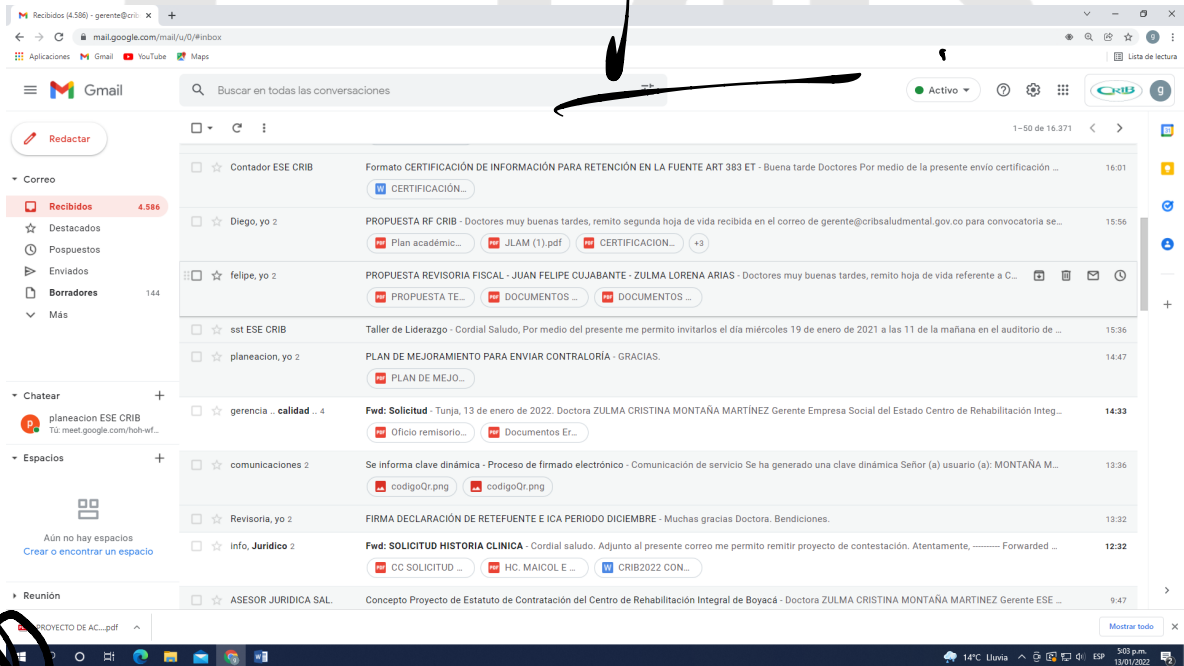 Recibidos (4.586) - gerente@crib
mail.google.com/mail/u/0/#inbox
Aplicaciones Gmail YouTube Maps Lista de lectura
Gmail Buscar en todas las conversaciones Activo CRIB g
Redactar 1–50 de 16.371
Correo
Recibidos 4.586
Destacados
Pospuestos
Enviados
Borradores 144
Más
Chatear
planeacion ESE CRIB
Tú: meet.google.com/hoh-wf...
Espacios
Aún no hay espacios
Crear o encontrar un espacio
Reunión
Contador ESE CRIB Formato CERTIFICACIÓN DE INFORMACIÓN PARA RETENCIÓN EN LA FUENTE ART 383 ET - Buena tarde Doctores Por medio de la presente envío certificación ... 16:01
W CERTIFICACIÓN...
Diego, yo 2 PROPUESTA RF CRIB - Doctores muy buenas tardes, remito segunda hoja de vida recibida en el correo de gerente@cribsaludmental.gov.co para convocatoria se... 15:56
PDF Plan académic... PDF JLAM (1).pdf PDF CERTIFICACION... +3
felipe, yo 2 PROPUESTA REVISORIA FISCAL - JUAN FELIPE CUJABANTE - ZULMA LORENA ARIAS - Doctores muy buenas tardes, remito hoja de vida referente a C...
PDF PROPUESTA TE... PDF DOCUMENTOS ... PDF DOCUMENTOS ...
sst ESE CRIB Taller de Liderazgo - Cordial Saludo, Por medio del presente me permito invitarlos el día miércoles 19 de enero de 2021 a las 11 de la mañana en el auditorio de ... 15:36
planeacion, yo 2 PLAN DE MEJORAMIENTO PARA ENVIAR CONTRALORÍA - GRACIAS. 14:47
PDF PLAN DE MEJO...
gerencia .. calidad .. 4 Fwd: Solicitud - Tunja, 13 de enero de 2022. Doctora ZULMA CRISTINA MONTAÑA MARTÍNEZ Gerente Empresa Social del Estado Centro de Rehabilitación Integ... 14:33
PDF Oficio remisorio... PDF Documentos Er...
comunicaciones 2 Se informa clave dinámica - Proceso de firmado electrónico - Comunicación de servicio Se ha generado una clave dinámica Señor (a) usuario (a): MONTAÑA M... 13:36
codigoQr.png codigoQr.png
Revisoria, yo 2 FIRMA DECLARACIÓN DE RETEFUENTE E ICA PERIODO DICIEMBRE - Muchas gracias Doctora. Bendiciones. 13:32
info, Juridico 2 Fwd: SOLICITUD HISTORIA CLINICA - Cordial saludo. Adjunto al presente correo me permito remitir proyecto de contestación. Atentamente, ---------- Forwarded ... 12:32
PDF CC SOLICITUD ... PDF HC. MAICOL E ... W CRIB2022 CON...
ASESOR JURIDICA SAL. Concepto Proyecto de Estatuto de Contratación del Centro de Rehabilitación Integral de Boyacá - Doctora ZULMA CRISTINA MONTAÑA MARTINEZ Gerente ESE ... 9:47
PROYECTO DE AC....pdf Mostrar todo
14°C Lluvia ESP 5:03 p.m.
13/01/2022